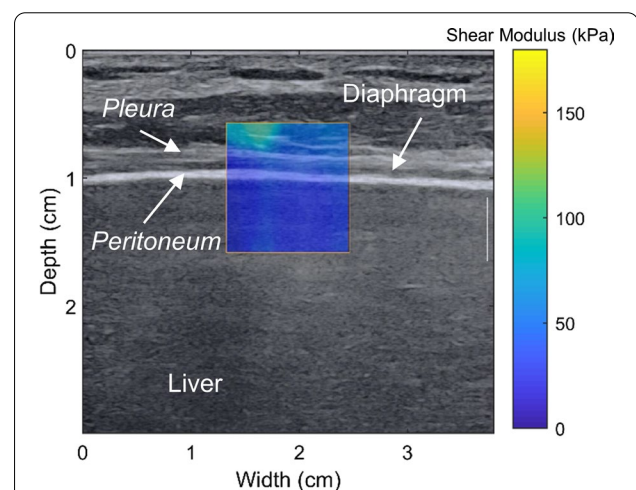 Shear Modulus (kPa)
0
Pleura
Diaphragm
150
1
Peritoneum
100
Depth (cm)
2
50
Liver
0
0
1
2
3
Width (cm)